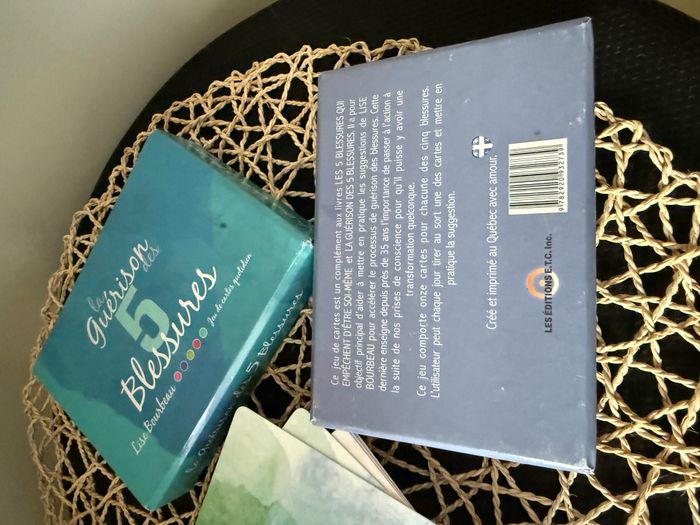 la
Guérison
des
5
Blessures
Jeu de cartes quotidien
Lise Bourbeau
La Guérison des 5 Blessures
Ce jeu de cartes est un complément aux livres LES 5 BLESSURES QUI
EMPÊCHENT D'ÊTRE SOI-MÊME et LA GUÉRISON DES 5 BLESSURES. Il a pour
objectif principal d'aider à mettre en pratique les suggestions de LISE
BOURBEAU pour accélérer le processus de guérison des blessures. Cette
dernière enseigne depuis près de 35 ans l'importance de passer à l'action à
la suite de nos prises de conscience pour qu'il puisse y avoir une
transformation quelconque.
Ce jeu comporte onze cartes pour chacune des cinq blessures.
L'utilisateur peut chaque jour tirer au sort une des cartes et mettre en
pratique la suggestion.
Créé et imprimé au Québec avec amour.
LES ÉDITIONS E.T.C. Inc.